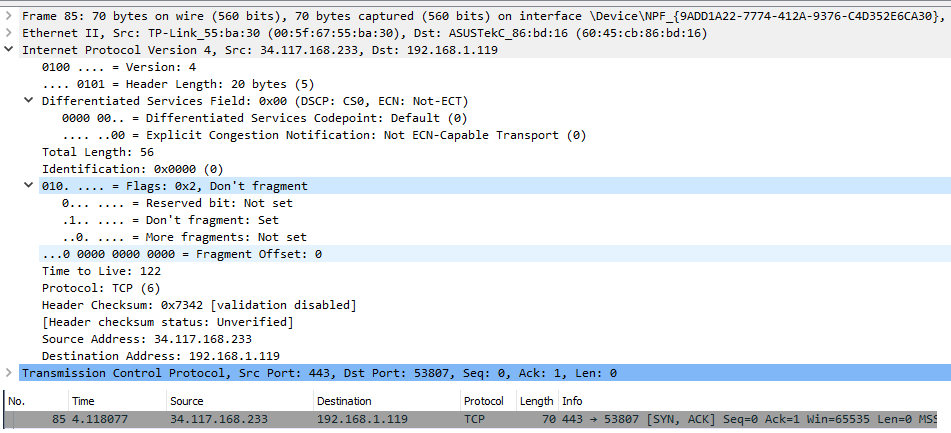 Frame 85: 70 bytes on wire (560 bits), 70 bytes captured (560 bits) on interface \Device\NPF_{9ADD1A22-7774-412A-9376-C4D352E6CA30},
Ethernet II, Src: TP-Link_55:ba:30 (00:5f:67:55:ba:30), Dst: ASUSTekC_86:bd:16 (60:45:cb:86:bd:16)
Internet Protocol Version 4, Src: 34.117.168.233, Dst: 192.168.1.119
0100 .... = Version: 4
.... 0101 = Header Length: 20 bytes (5)
Differentiated Services Field: 0x00 (DSCP: CS0, ECN: Not-ECT)
0000 00.. = Differentiated Services Codepoint: Default (0)
.... ..00 = Explicit Congestion Notification: Not ECN-Capable Transport (0)
Total Length: 56
Identification: 0x0000 (0)
010. .... = Flags: 0x2, Don't fragment
0... .... = Reserved bit: Not set
.1.. .... = Don't fragment: Set
..0. .... = More fragments: Not set
...0 0000 0000 0000 = Fragment Offset: 0
Time to Live: 122
Protocol: TCP (6)
Header Checksum: 0x7342 [validation disabled]
[Header checksum status: Unverified]
Source Address: 34.117.168.233
Destination Address: 192.168.1.119
Transmission Control Protocol, Src Port: 443, Dst Port: 53807, Seq: 0, Ack: 1, Len: 0
No. Time Source Destination Protocol Length Info
85 4.118077 34.117.168.233 192.168.1.119 TCP 70 443 → 53807 [SYN, ACK] Seq=0 Ack=1 Win=65535 Len=0 MSS